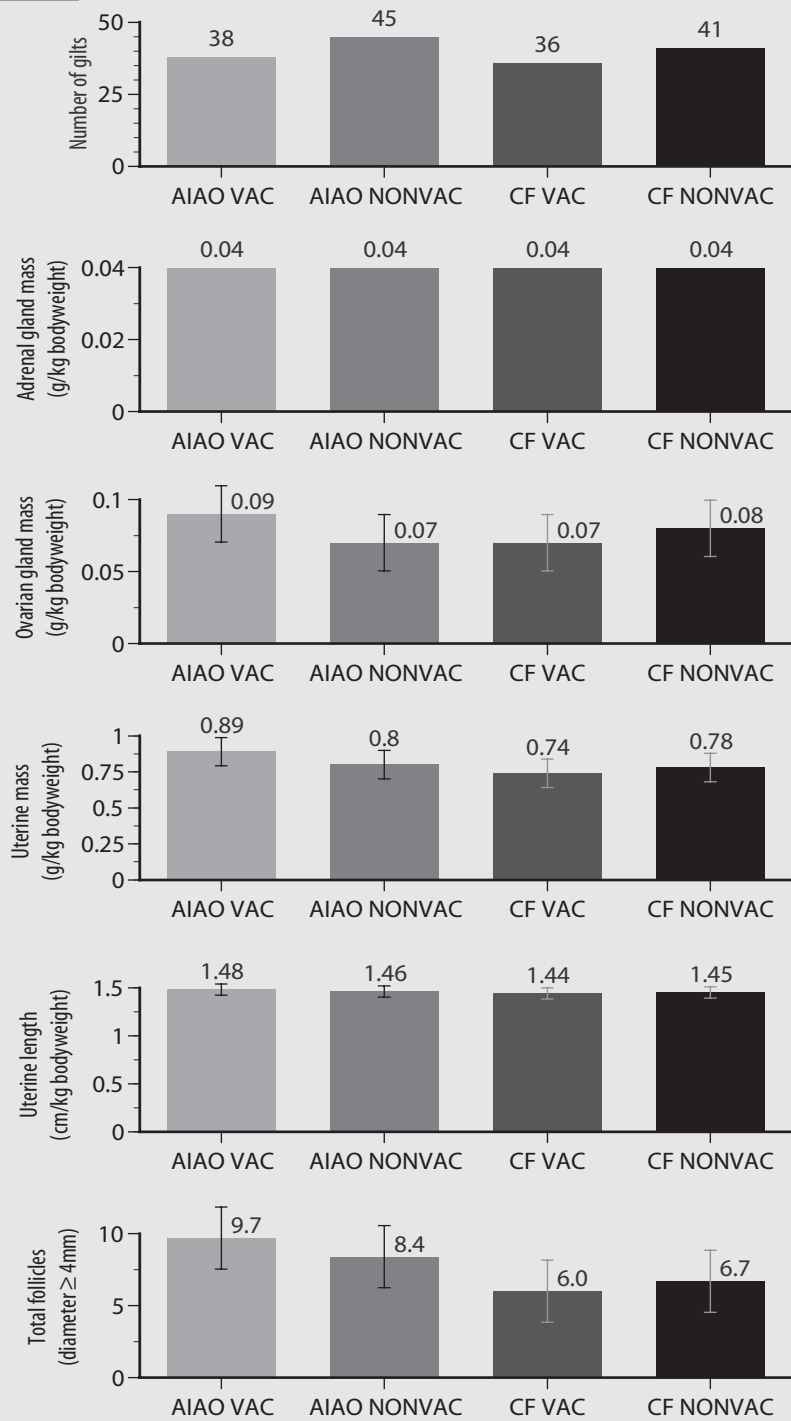 Number of gilts
50
25
0
38
45
36
41
AIAO VAC
AIAO NONVAC
CF VAC
CF NONVAC
Adrenal gland mass
(g/kg bodyweight)
0.04
0.02
0
0.04
0.04
0.04
0.04
AIAO VAC
AIAO NONVAC
CF VAC
CF NONVAC
Ovarian gland mass
(g/kg bodyweight)
0.1
0.05
0
0.09
0.07
0.07
0.08
AIAO VAC
AIAO NONVAC
CF VAC
CF NONVAC
Uterine mass
(g/kg bodyweight)
1
0.75
0.5
0.25
0
0.89
0.8
0.74
0.78
AIAO VAC
AIAO NONVAC
CF VAC
CF NONVAC
Uterine length
(cm/kg bodyweight)
1.5
1
0.5
0
1.48
1.46
1.44
1.45
AIAO VAC
AIAO NONVAC
CF VAC
CF NONVAC
Total follicles
(diameter ≥ 4mm)
10
5
0
9.7
8.4
6.0
6.7
AIAO VAC
AIAO NONVAC
CF VAC
CF NONVAC